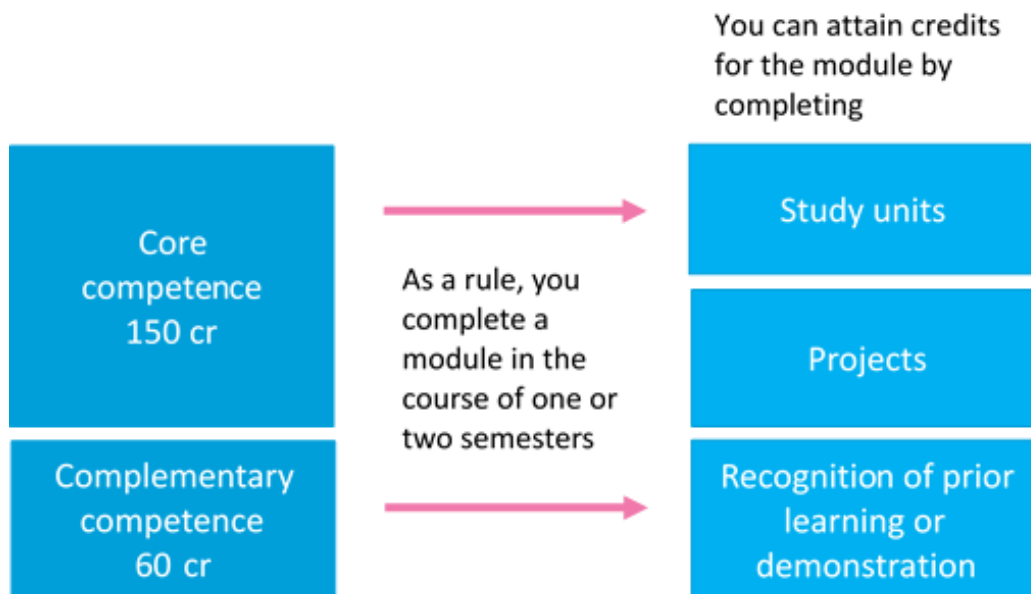 You can attain credits
for the module by
completing
Core
competence
150 cr
Complementary
competence
60 cr
As a rule, you
complete a
module in the
course of one or
two semesters
Study units
Projects
Recognition of prior
learning or
demonstration